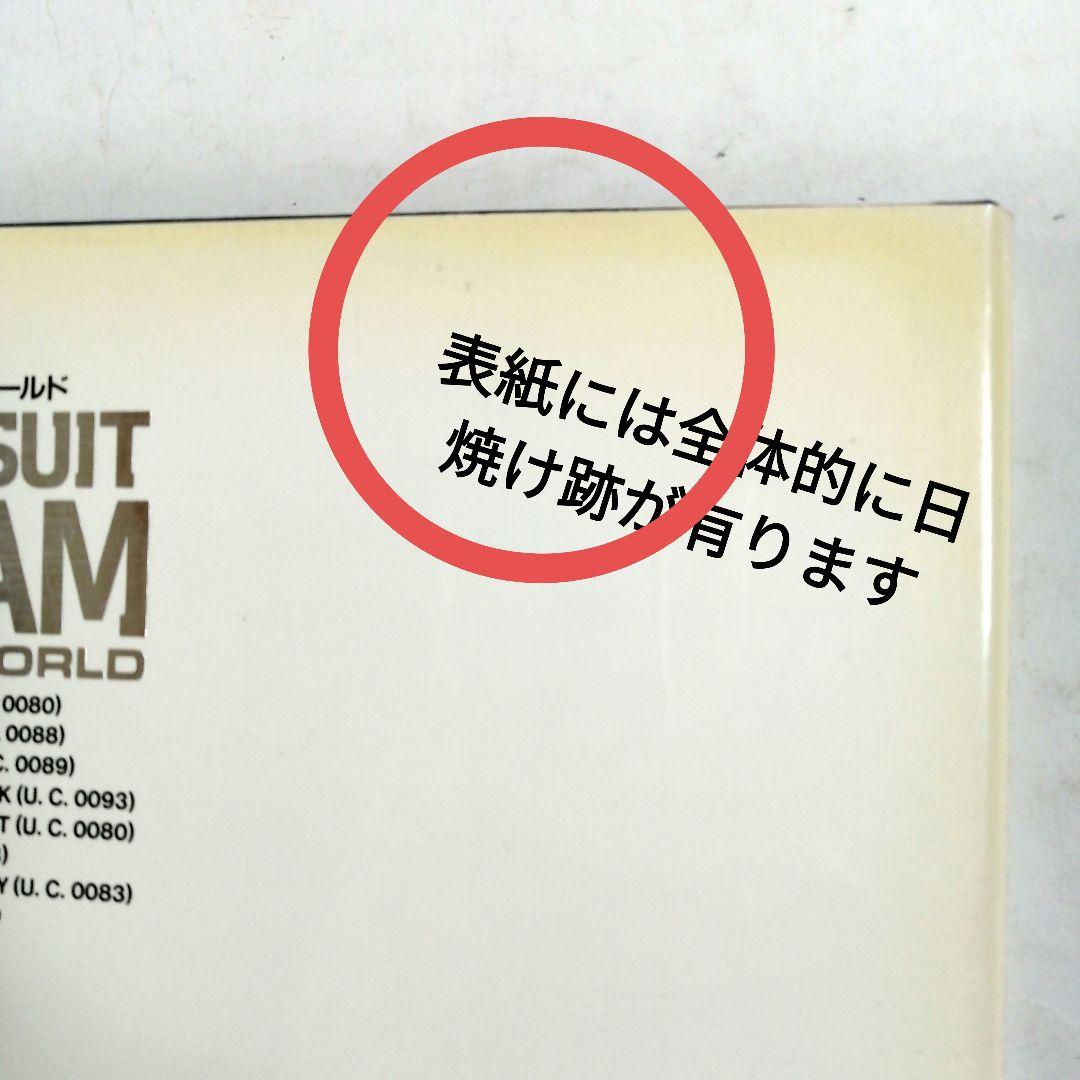 ールド
SUIT
AM
ORLD
0080)
. 0088)
C. 0089)
K (U. C. 0093)
T (U. C. 0080)
)
Y (U. C. 0083)
)
表紙には全体的に日
焼け跡が有ります